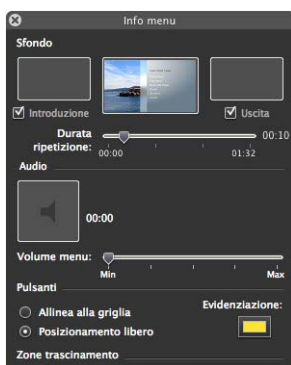 Info menu
Sfondo
Introduzione
Uscita
Durata
ripetizione:
00:10
00:00
01:32
Audio
00:00
Volume menu:
Min
Max
Pulsanti
Allinea alla griglia
Evidenziazione:
Posizionamento libero
Zone trascinamento